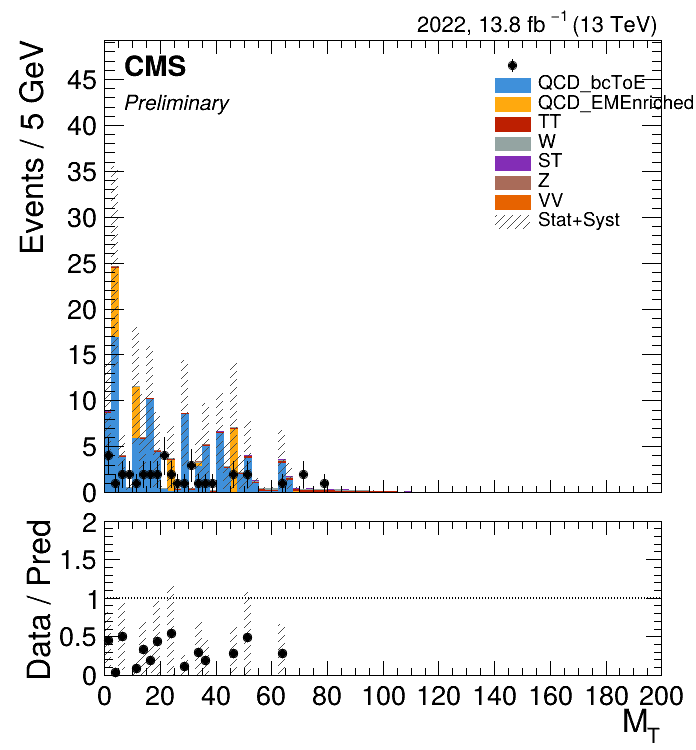 2022, 13.8 fb⁻¹ (13 TeV)
CMS
Preliminary
QCD_bcToE
QCD_EMEnriched
TT
W
ST
Z
VV
Stat+Syst
Events / 5 GeV
45
40
35
30
25
20
15
10
5
0
Data / Pred
2
1.5
1
0.5
0
0 20 40 60 80 100 120 140 160 180 200
M_T